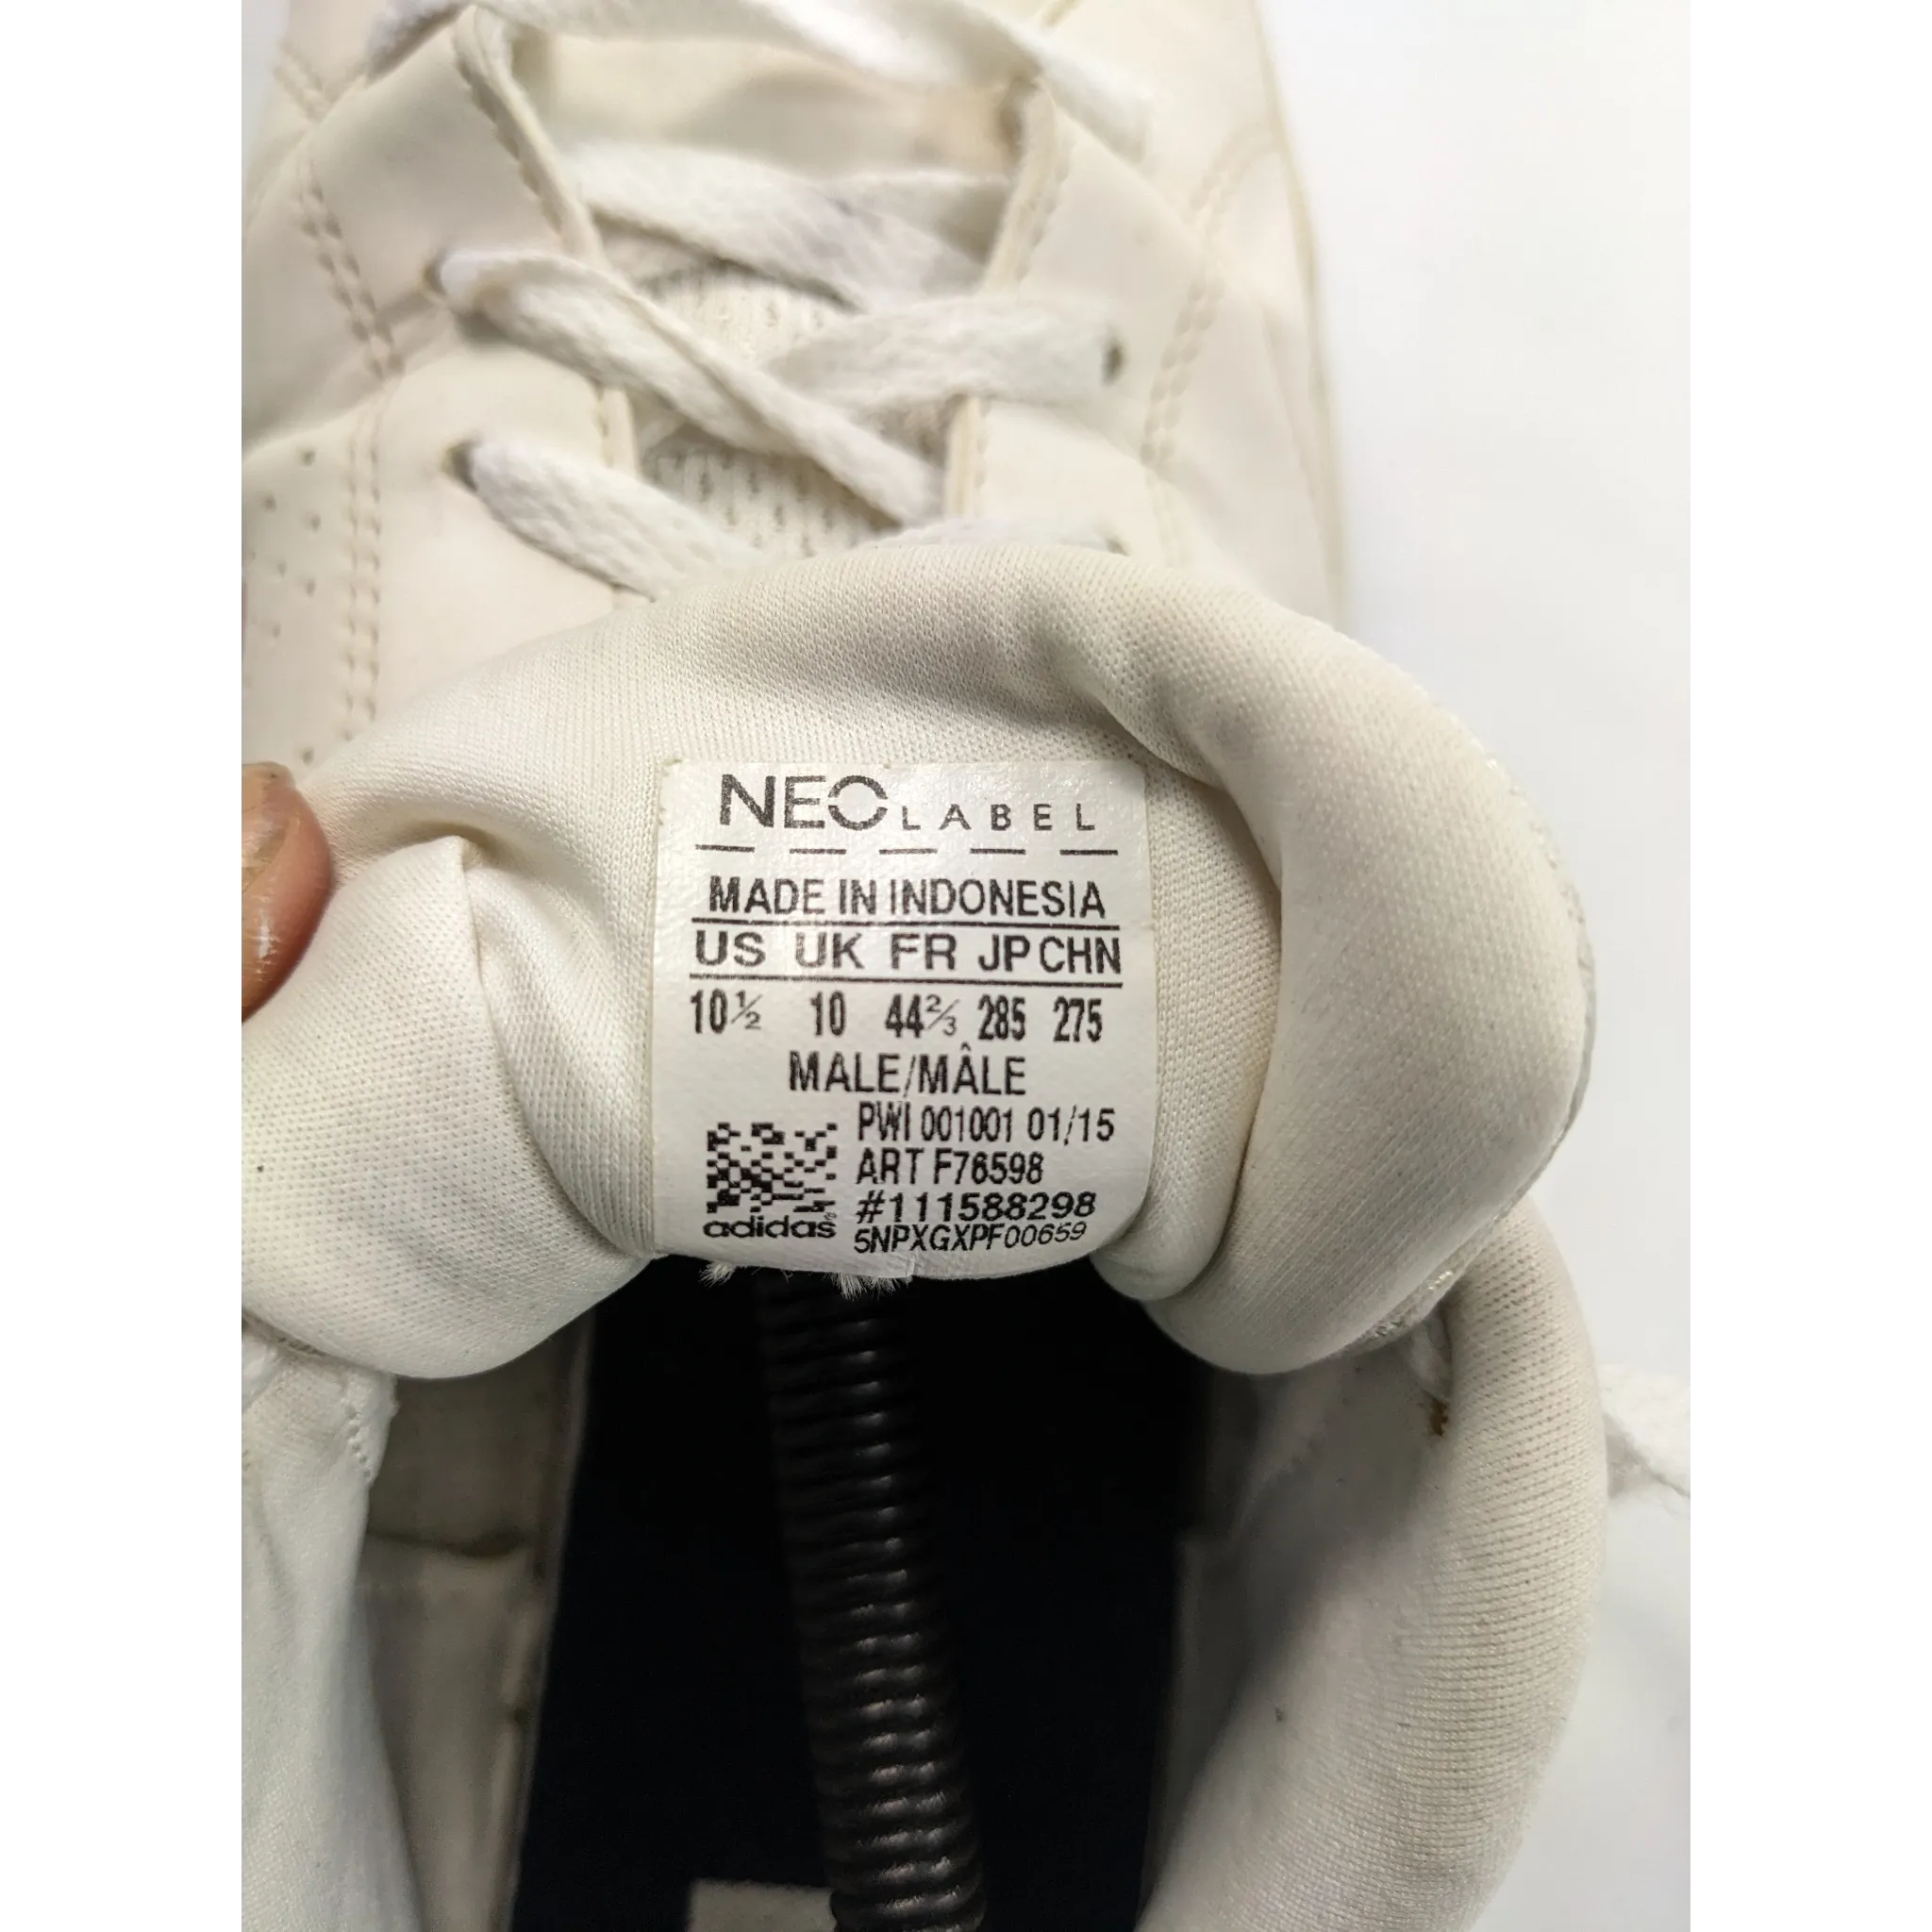 NEO LABEL
MADE IN INDONESIA
US UK FR JP CHN
10½ 10 44⅔ 285 275
MALE/MÂLE
PWI 001001 01/15
ART F76598
#111588298
adidas 5NPXGXPF00659